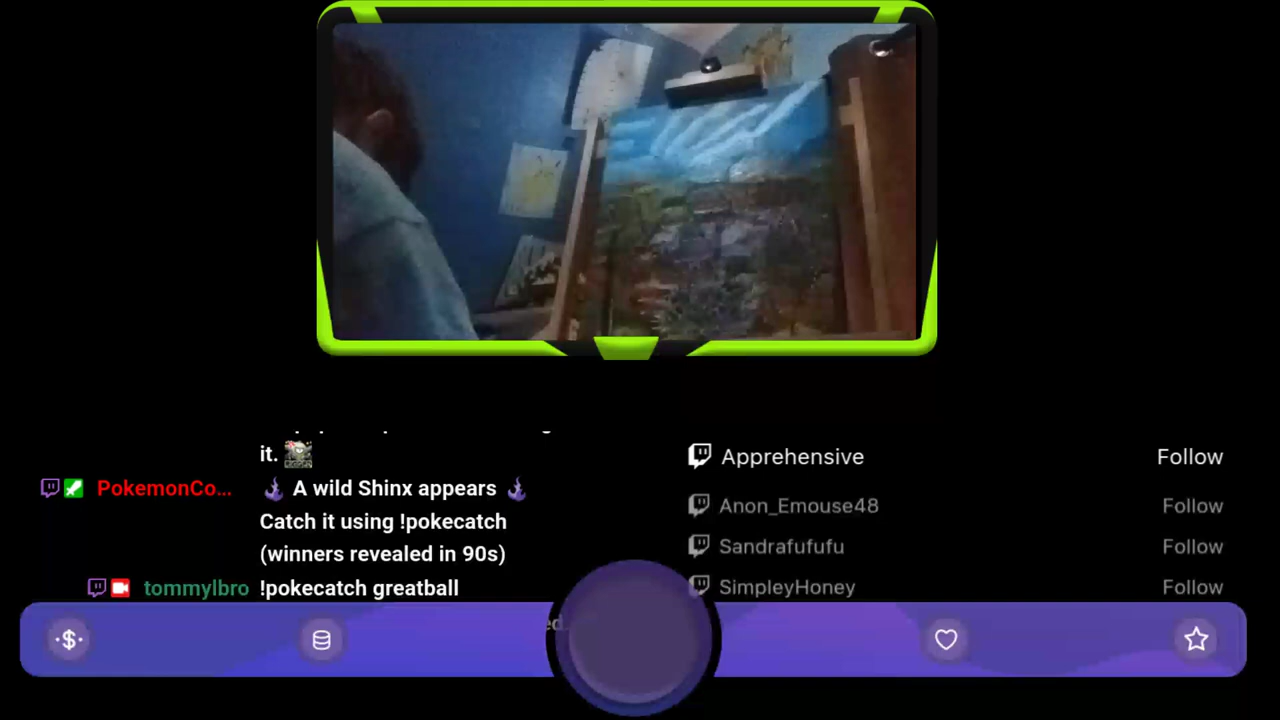 it.
PokemonCo...
A wild Shinx appears
Catch it using !pokecatch
(winners revealed in 90s)
tommylbro !pokecatch greatball
Apprehensive Follow
Anon_Emouse48 Follow
Sandrafufufu Follow
SimpleyHoney Follow